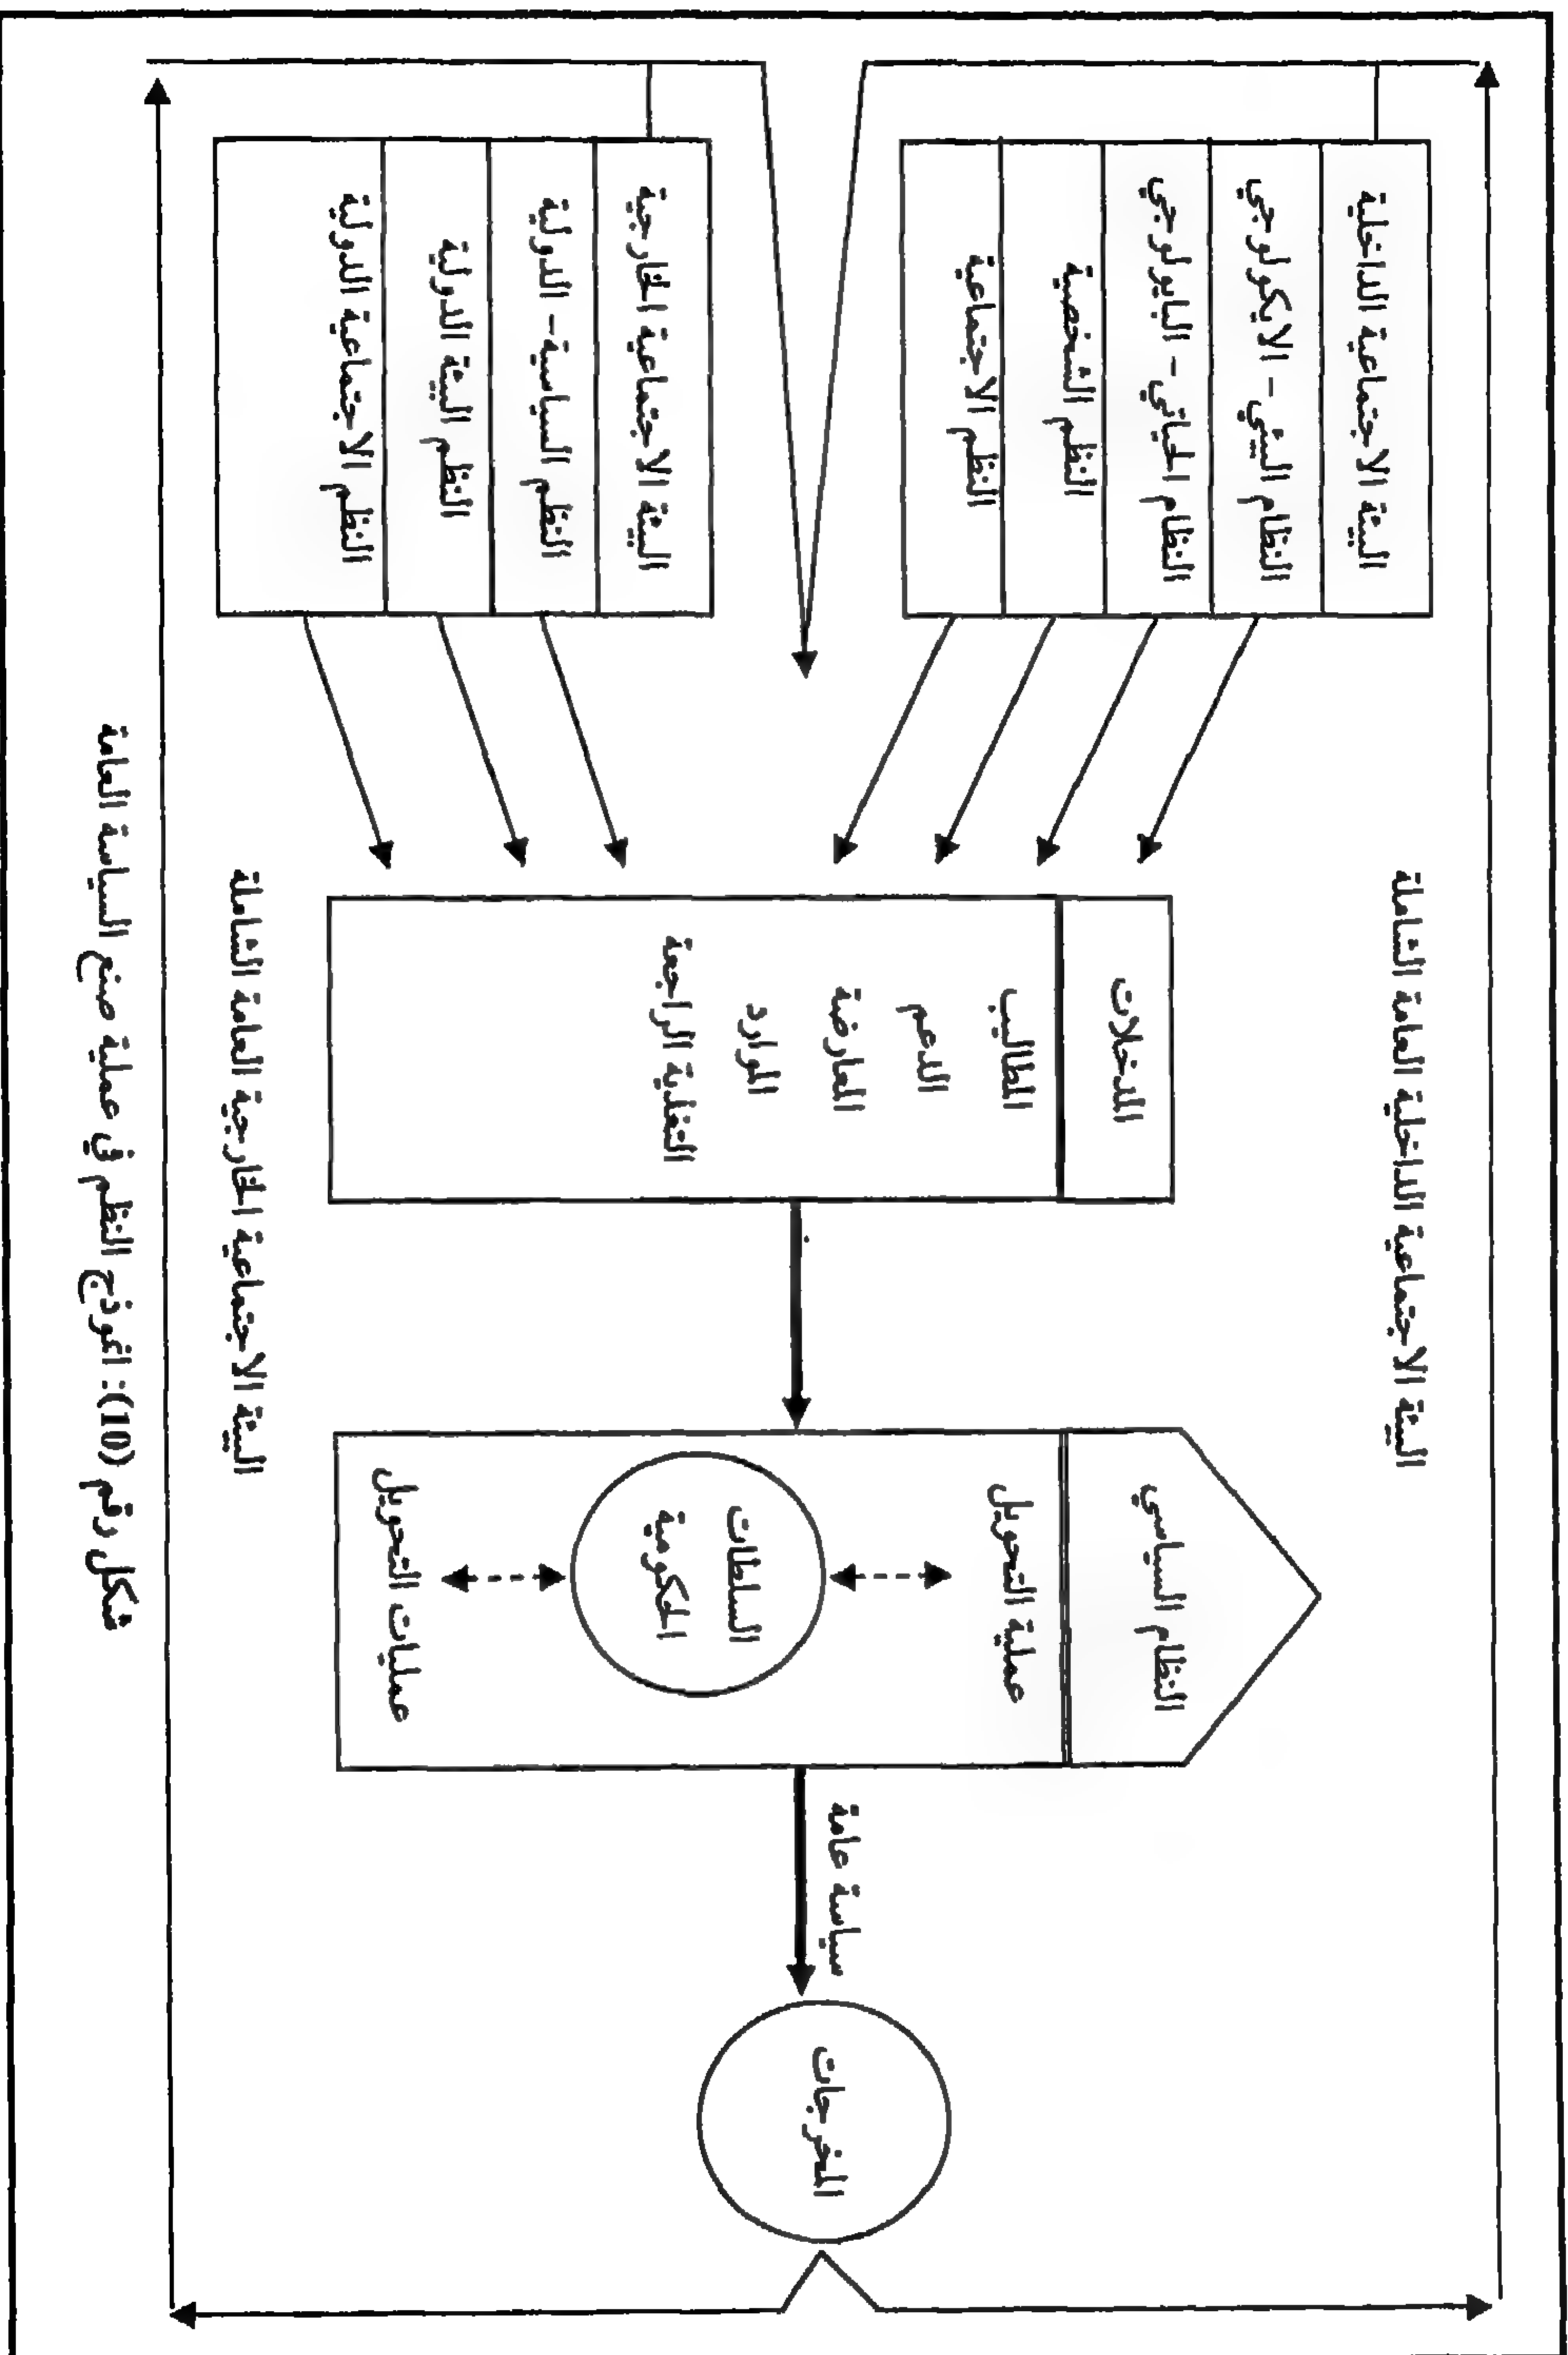 البيئة الاجتماعية الداخلية العامة الشاملة
البيئة الاجتماعية الداخلية
النظام البيئي - الايكولوجي
النظام الحياتي - البايولوجي
النظم الشخصية
النظم الاجتماعية
البيئة الاجتماعية الخارجية
النظم السياسية - الدولية
النظم البيئة الدولية
النظم الاجتماعية الدولية
المدخلات
المطاليب
الدعم
المعارضة
الموارد
التغذية الراجعة
النظام السياسي
عملية التحويل
السلطات
الحكومية
عمليات التحويل
سياسة عامة
المخرجات
البيئة الاجتماعية الخارجية العامة الشاملة
شكل رقم (10): انموذج النظم في عملية صنع السياسة العامة